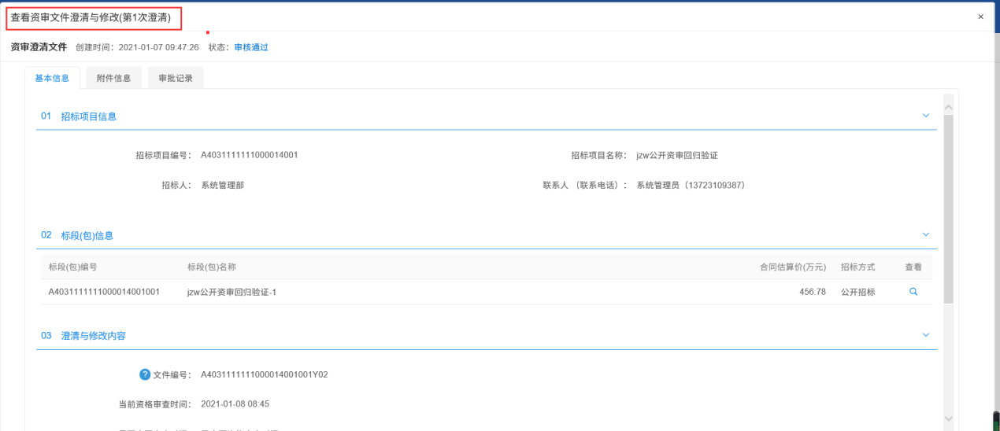 查看资审文件澄清与修改(第1次澄清)
×
资审澄清文件 创建时间：2021-01-07 09:47:26 状态：审核通过
基本信息 附件信息 审批记录
01 招标项目信息
招标项目编号： A4031111111000014001 招标项目名称： jzw公开资审回归验证
招标人： 系统管理部 联系人 （联系电话）： 系统管理员（13723109387）
02 标段(包)信息
标段(包)编号 标段(包)名称 合同估算价(万元) 招标方式 查看
A4031111111000014001001 jzw公开资审回归验证-1 456.78 公开招标
03 澄清与修改内容
? 文件编号： A4031111111000014001001Y02
当前资格审查时间： 2021-01-08 08:45